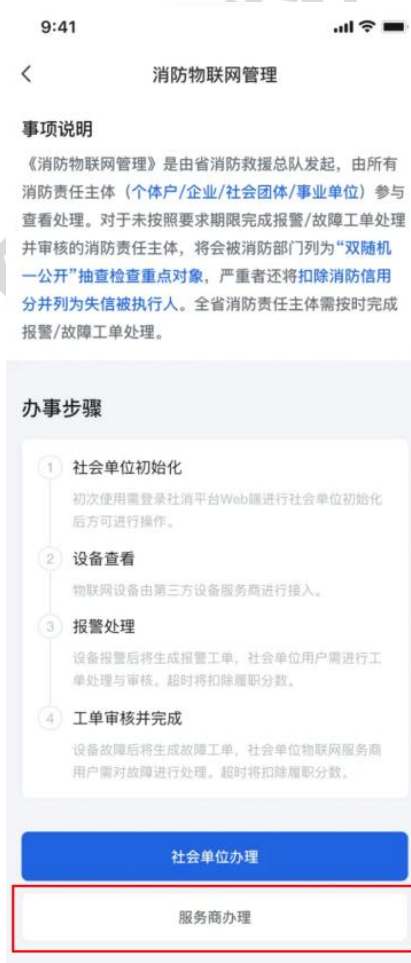 9:41
消防物联网管理
事项说明
《消防物联网管理》是由省消防救援总队发起，由所有
消防责任主体（个体户/企业/社会团体/事业单位）参与
查看处理。对于未按照要求期限完成报警/故障工单处理
并审核的消防责任主体，将会被消防部门列为“双随机
一公开”抽查检查重点对象，严重者还将扣除消防信用
分并列为失信被执行人。全省消防责任主体需按时完成
报警/故障工单处理。
办事步骤
1 社会单位初始化
初次使用需登录社消平台Web端进行社会单位初始化
后方可进行操作。
2 设备查看
物联网设备由第三方设备服务商进行接入。
3 报警处理
设备报警后将生成报警工单，社会单位用户需进行工
单处理与审核。超时将扣除履职分数。
4 工单审核并完成
设备故障后将生成故障工单，社会单位物联网服务商
用户需对故障进行处理。超时将扣除履职分数。
社会单位办理
服务商办理